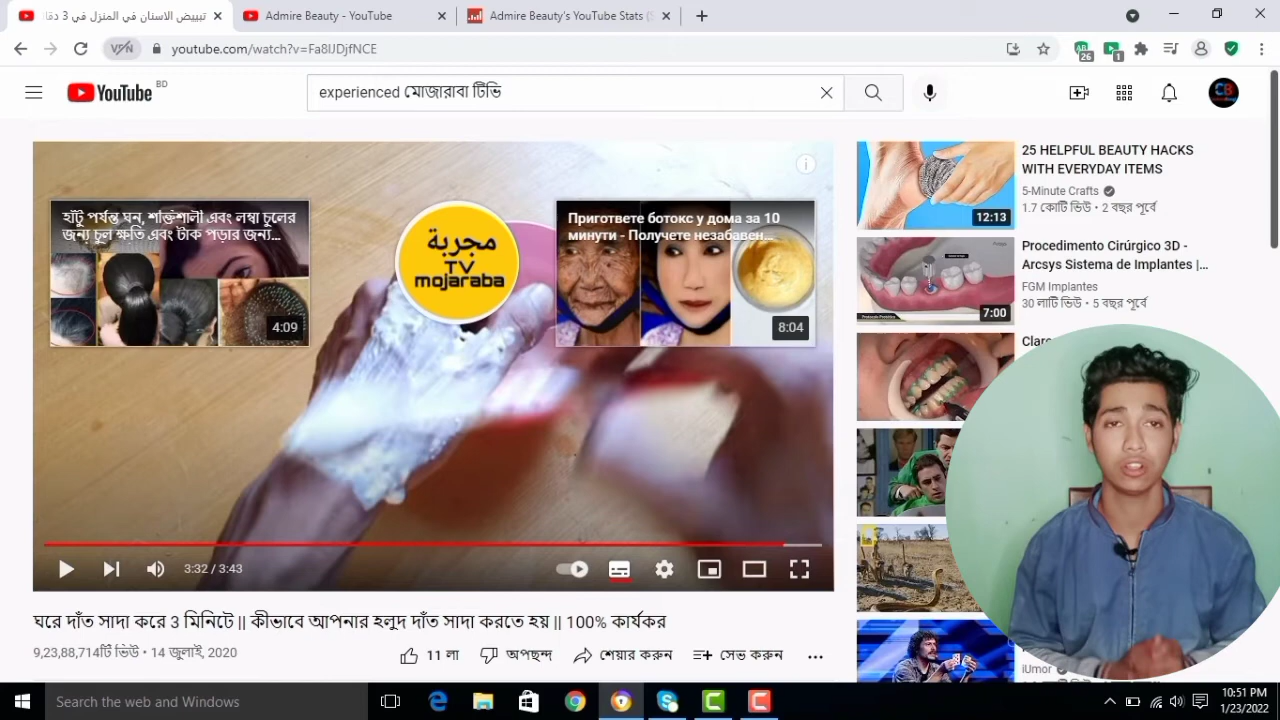 تبييض الاسنان في المنزل في 3 دقا
Admire Beauty - YouTube
Admire Beauty's YouTube Stats (S
VPN
youtube.com/watch?v=Fa8lJDjfNCE
26
1
YouTube
BD
experienced মোজারাবা টিভি
CB
হাঁটু পর্যন্ত ঘন, শক্তিশালী এবং লম্বা চুলের
জন্য চুল ক্ষতি এবং টাক পড়ার জন্য...
4:09
مجربة
TV
mojaraba
Пригответе ботокс у дома за 10
минути - Получете незабавен...
8:04
3:32 / 3:43
ঘরে দাঁত সাদা করে 3 মিনিটে || কীভাবে আপনার হলুদ দাঁত সাদা করতে হয় || 100% কার্যকর
9,23,88,714টি ভিউ • 14 জুলাই, 2020
11 লা
অপছন্দ
শেয়ার করুন
সেভ করুন
25 HELPFUL BEAUTY HACKS
WITH EVERYDAY ITEMS
5-Minute Crafts
1.7 কোটি ভিউ • 2 বছর পূর্বে
12:13
Procedimento Cirúrgico 3D -
Arcsys Sistema de Implantes |...
FGM Implantes
30 লাটি ভিউ • 5 বছর পূর্বে
7:00
iUmor
Search the web and Windows
10:51 PM
1/23/2022